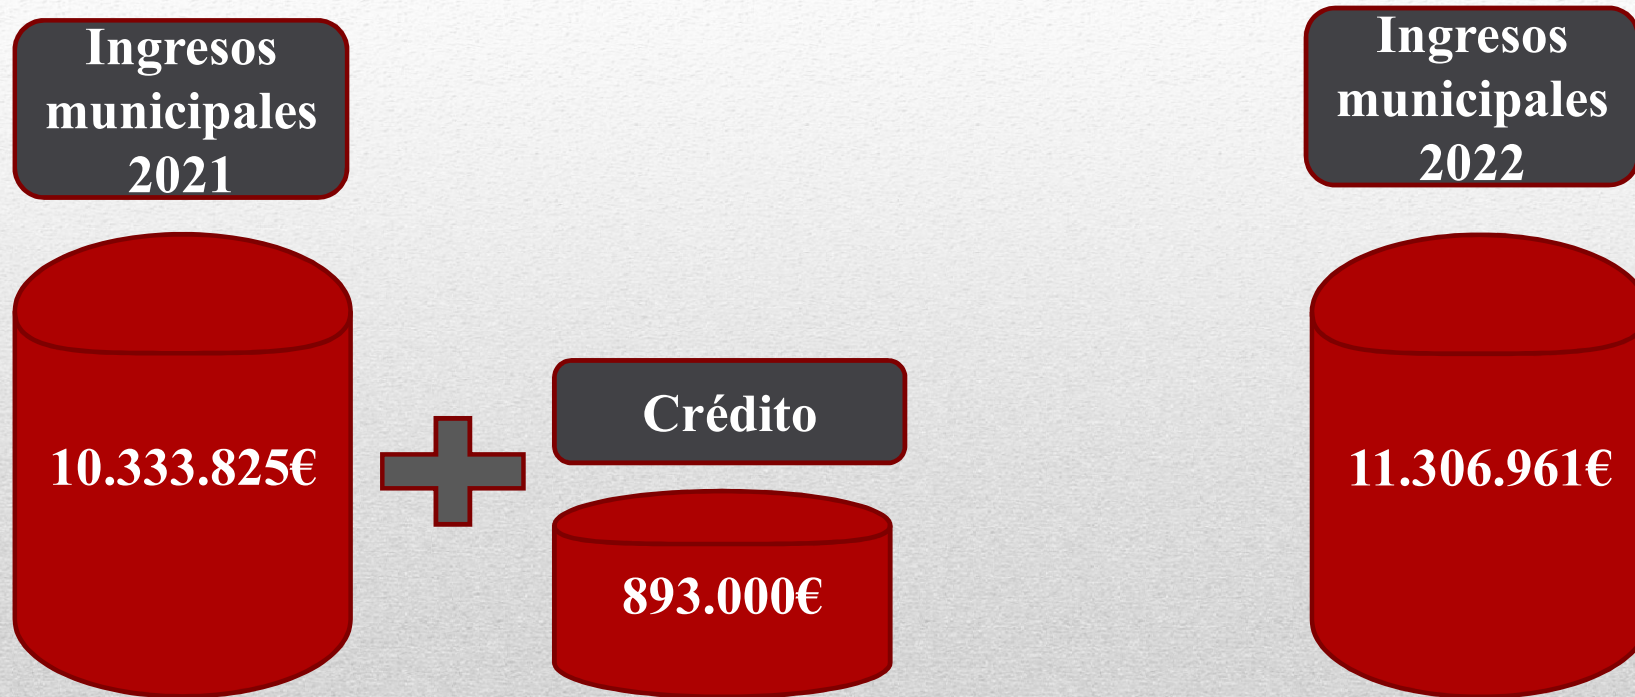 Ingresos
municipales
2021
10.333.825€
Crédito
893.000€
Ingresos
municipales
2022
11.306.961€